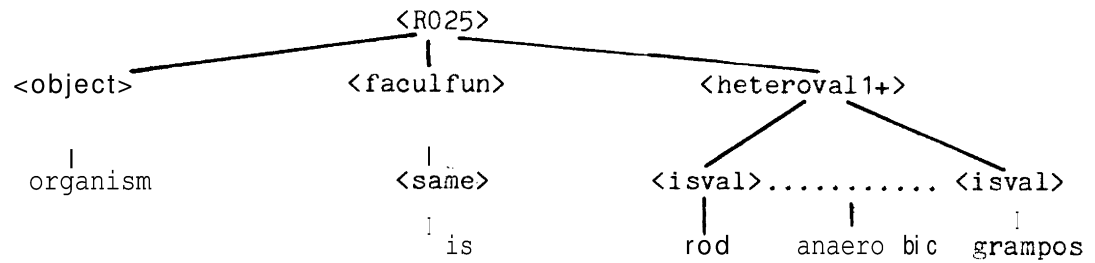 <R025>
<object> <faculfun> <heteroval1+>
organism <same> <isval>........... <isval>
is rod anaero bic grampos